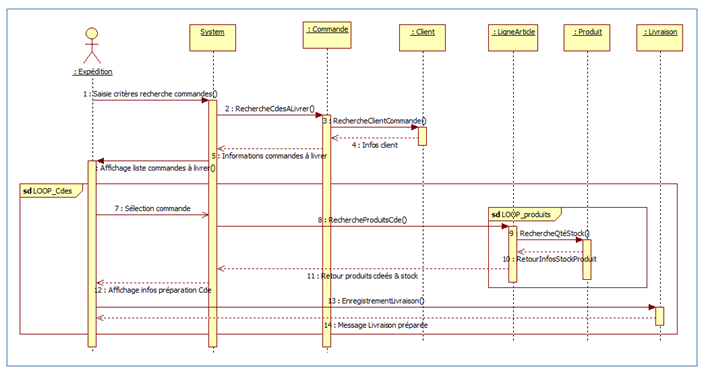 System
: Commande
: Client
: LigneArticle
: Produit
: Livraison
: Expédition
1 : Saisie critères recherche commandes()
2 : RechercheCdesALivrer()
3 : RechercheClientCommande()
4 : Infos client
5 : Informations commandes à livrer
: Affichage liste commandes à livrer()
sd LOOP_Cdes
7 : Sélection commande
sd LOOP_produits
8 : RechercheProduitsCde()
9 : RechercheQtéStock()
10 : RetourInfosStockProduit
11 : Retour produits cdeés & stock
12 : Affichage infos préparation Cde
13 : EnregistrementLivraison()
14 : Message Livraison préparée